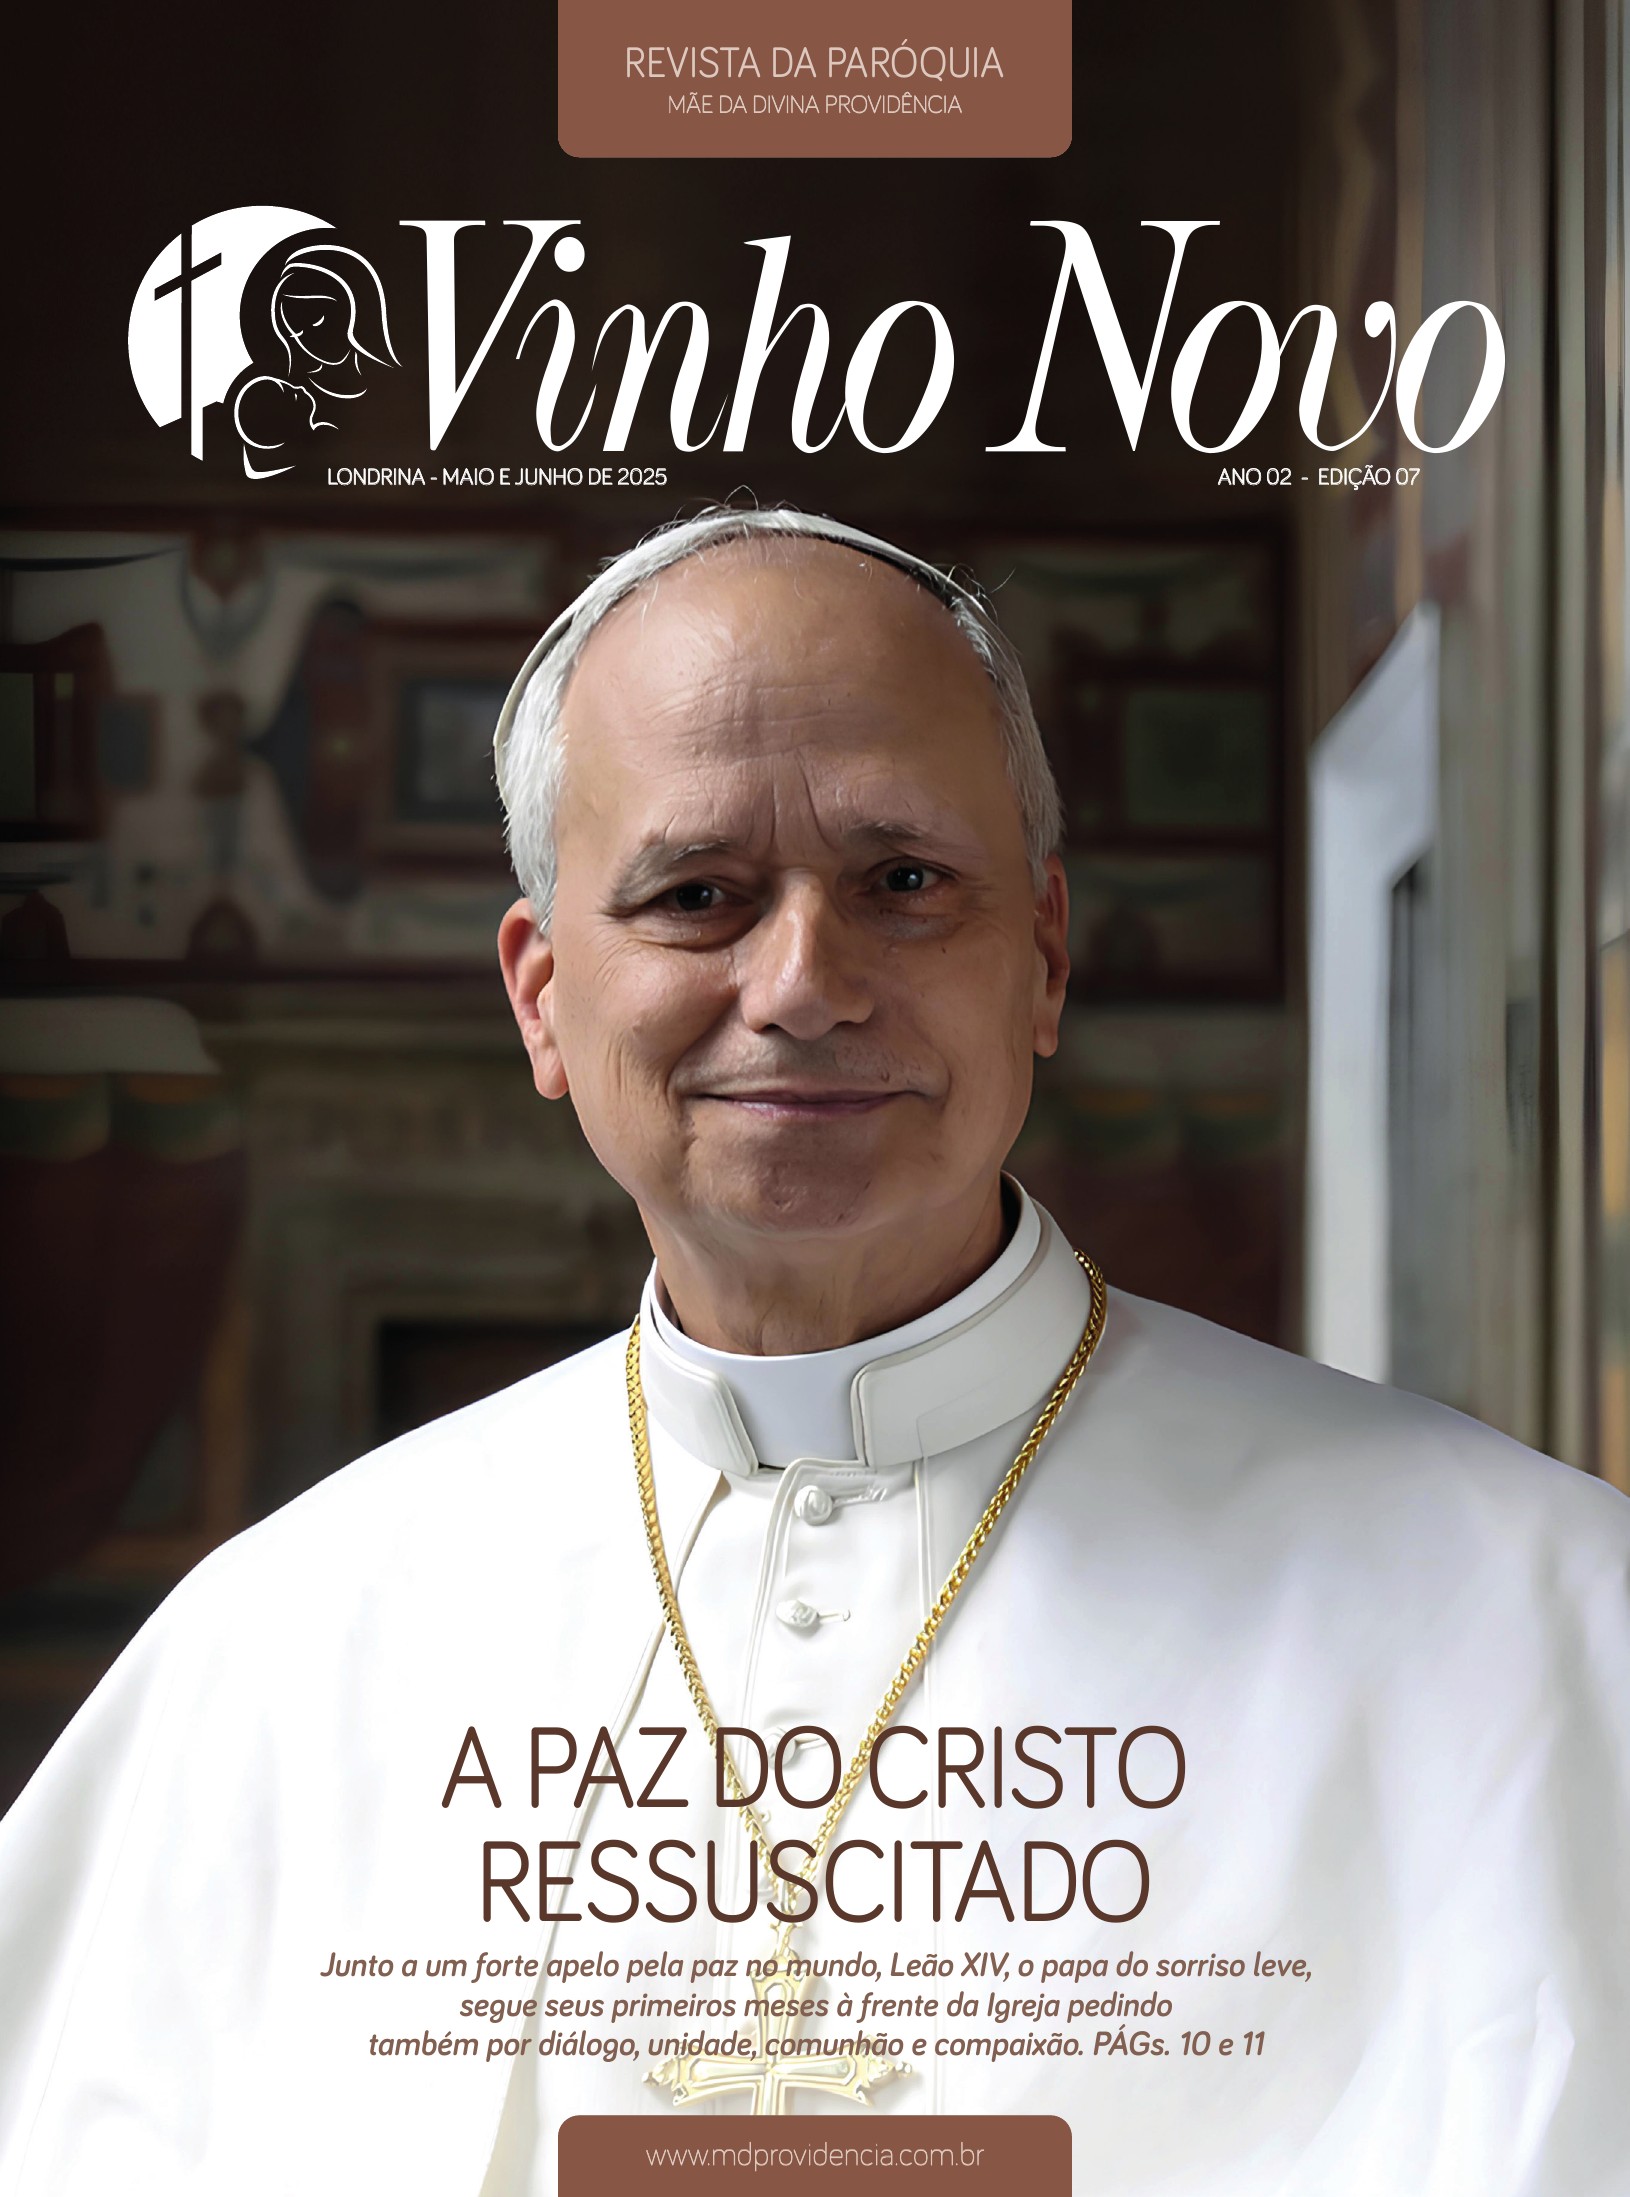 REVISTA DA PARÓQUIA
MÃE DA DIVINA PROVIDÊNCIA
Vinho Novo
LONDRINA - MAIO E JUNHO DE 2025
ANO 02 - EDIÇÃO 07
A PAZ DO CRISTO
RESSUSCITADO
Junto a um forte apelo pela paz no mundo, Leão XIV, o papa do sorriso leve,
segue seus primeiros meses à frente da Igreja pedindo
também por diálogo, unidade, comunhão e compaixão. PÁGs. 10 e 11
www.mdprovidencia.com.br